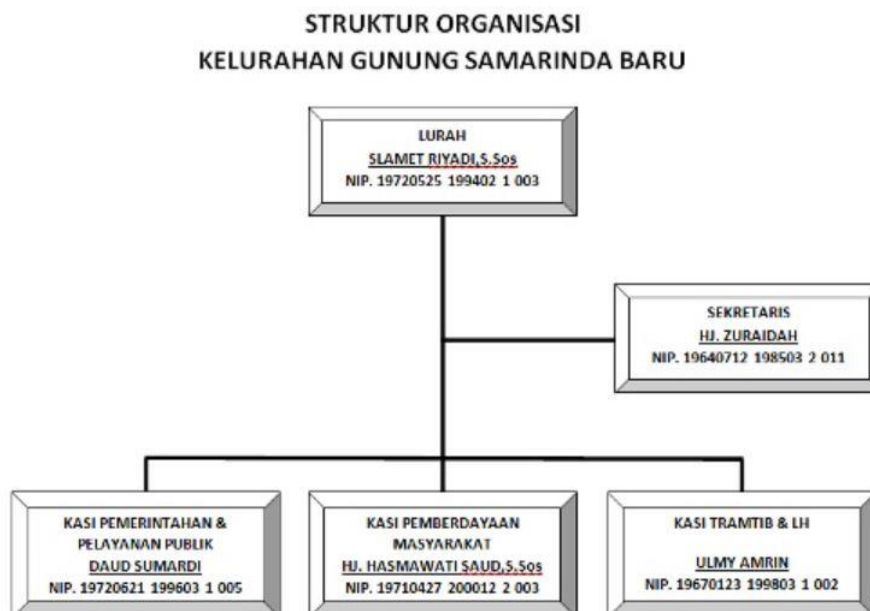 STRUKTUR ORGANISASI
KELURAHAN GUNUNG SAMARINDA BARU
LURAH
SLAMET RIYADI,S.Sos
NIP. 19720525 199402 1 003
SEKRETARIS
HJ. ZURAIDAH
NIP. 19640712 198503 2 011
KASI PEMERINTAHAN &
PELAYANAN PUBLIK
DAUD SUMARDI
NIP. 19720621 199603 1 005
KASI PEMBERDAYAAN
MASYARAKAT
HJ. HASMAWATI SAUD,S.Sos
NIP. 19710427 200012 2 003
KASI TRAMTIB & LH
ULMY AMRIN
NIP. 19670123 199803 1 002